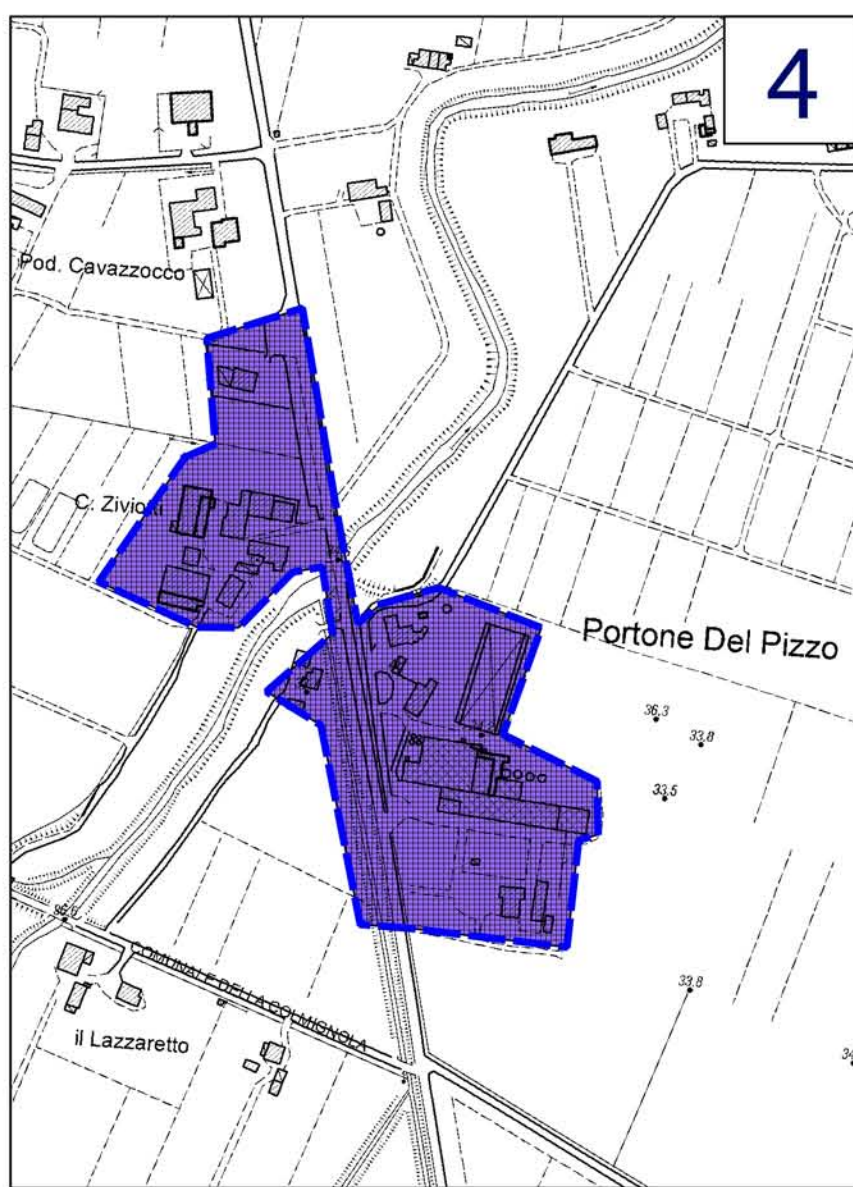 4
Pod. Cavazzocco
C. Ziviotti
Portone Del Pizzo
36,3
33,8
33,5
COMUNALE DELLA COLMIGNOLA
33,8
il Lazzaretto